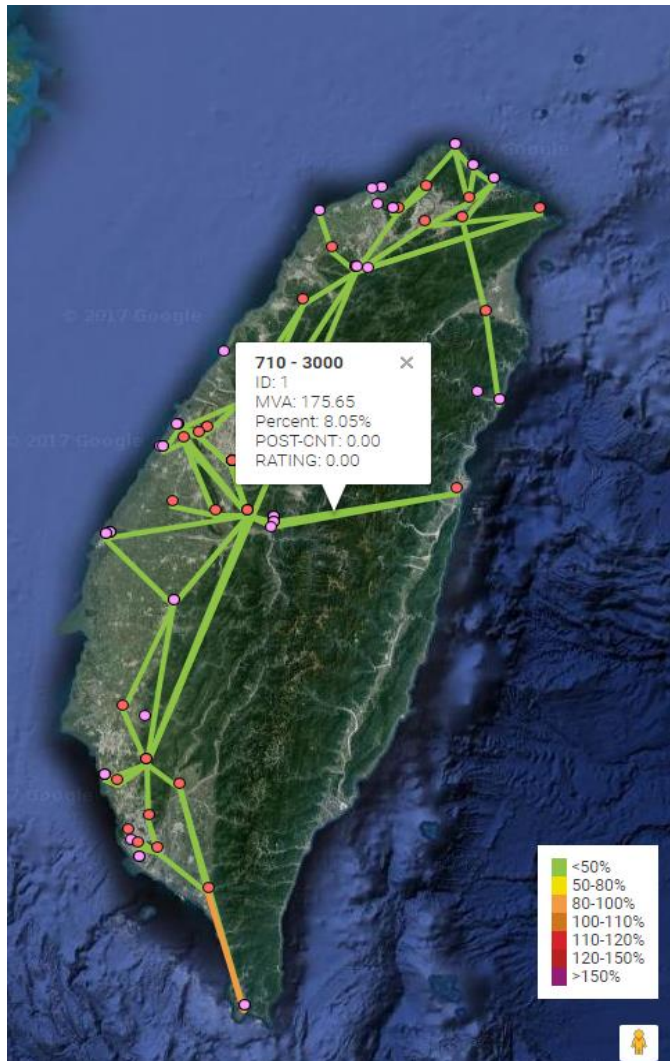 © 2017 Google
710 - 3000
ID: 1
MVA: 175.65
Percent: 8.05%
POST-CNT: 0.00
RATING: 0.00
© 2017 Google
<50%
50-80%
80-100%
100-110%
110-120%
120-150%
>150%